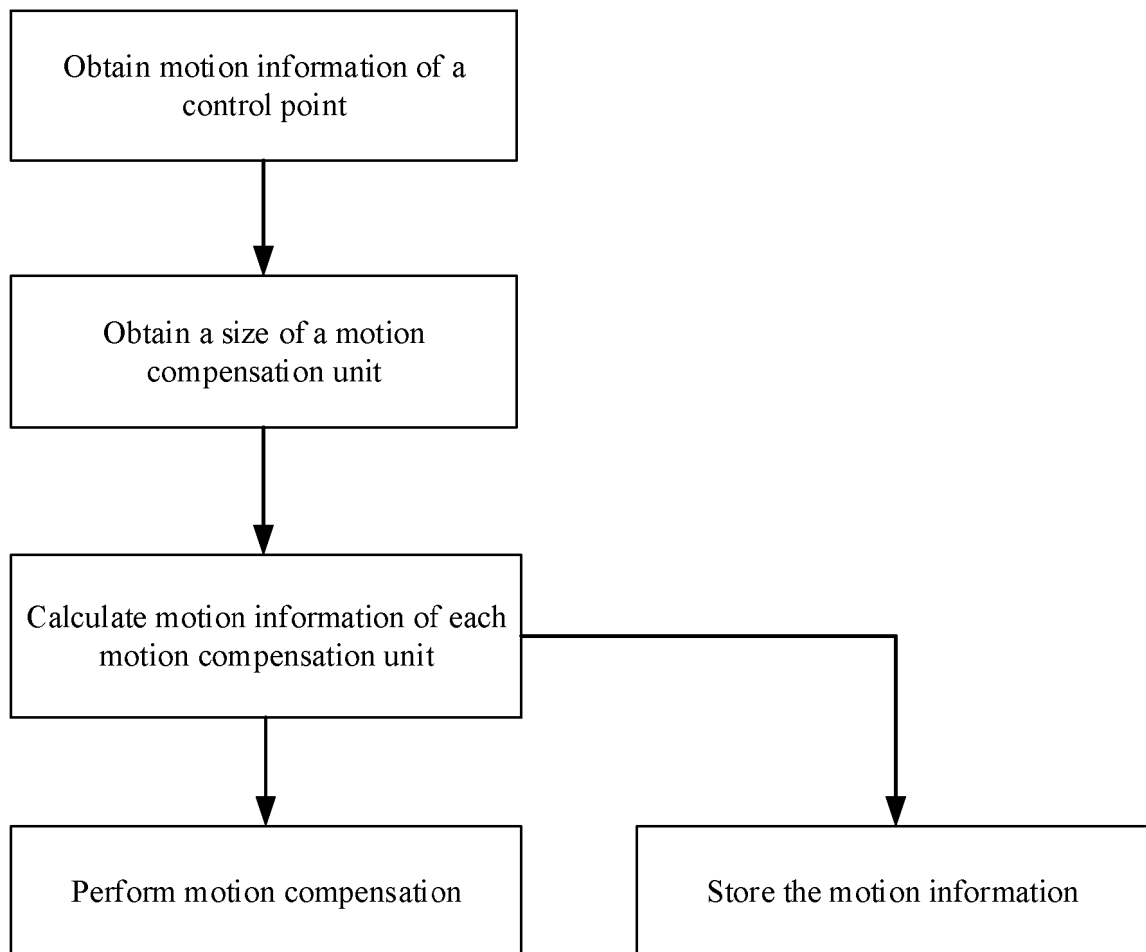 Obtain motion information of a
control point
Obtain a size of a motion
compensation unit
Calculate motion information of each
motion compensation unit
Perform motion compensation
Store the motion information